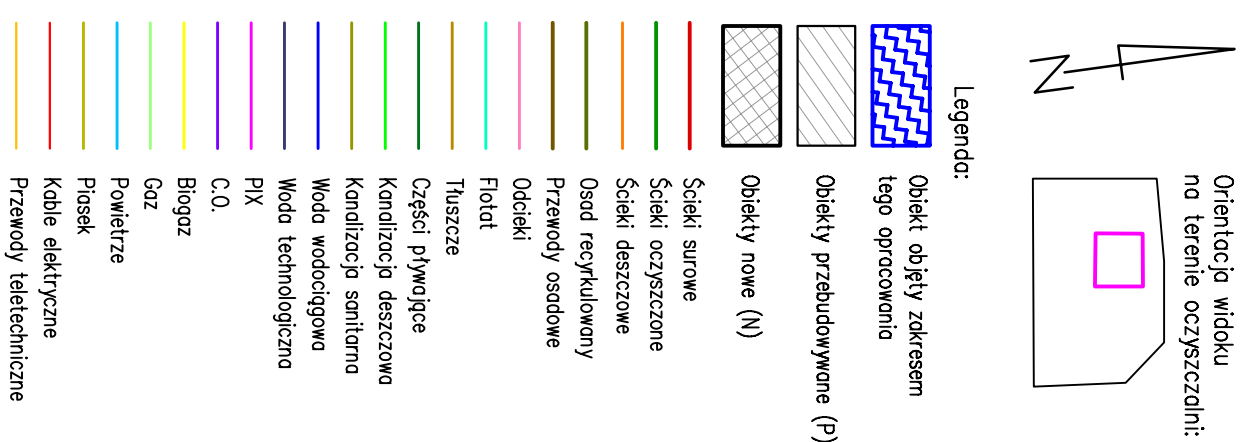 Orientacja widoku
na terenie oczyszczalni:
N
Legenda:
Obiekt objęty zakresem
tego opracowania
Obiekty przebudowywane (P)
Obiekty nowe (N)
Ścieki surowe
Ścieki oczyszczone
Ścieki deszczowe
Osad recyrkulowany
Przewody osadowe
Odcieki
Flotat
Tłuszcze
Części pływające
Kanalizacja deszczowa
Kanalizacja sanitarna
Woda wodociągowa
Woda technologiczna
PIX
C.O.
Biogaz
Gaz
Powietrze
Piasek
Kable elektryczne
Przewody teletechniczne